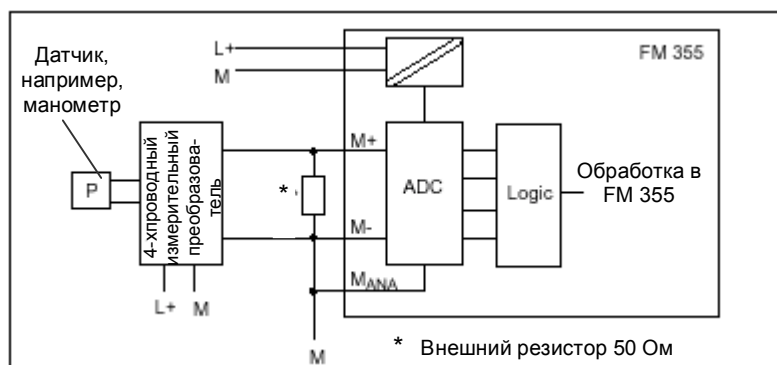 Датчик,
например,
манометр
L+
M
FM 355
P
4-хпроводный
измерительный
преобразова-
тель
M+
*
M-
ADC
Logic
Обработка в
FM 355
L+ M
MANA
M
* Внешний резистор 50 Ом